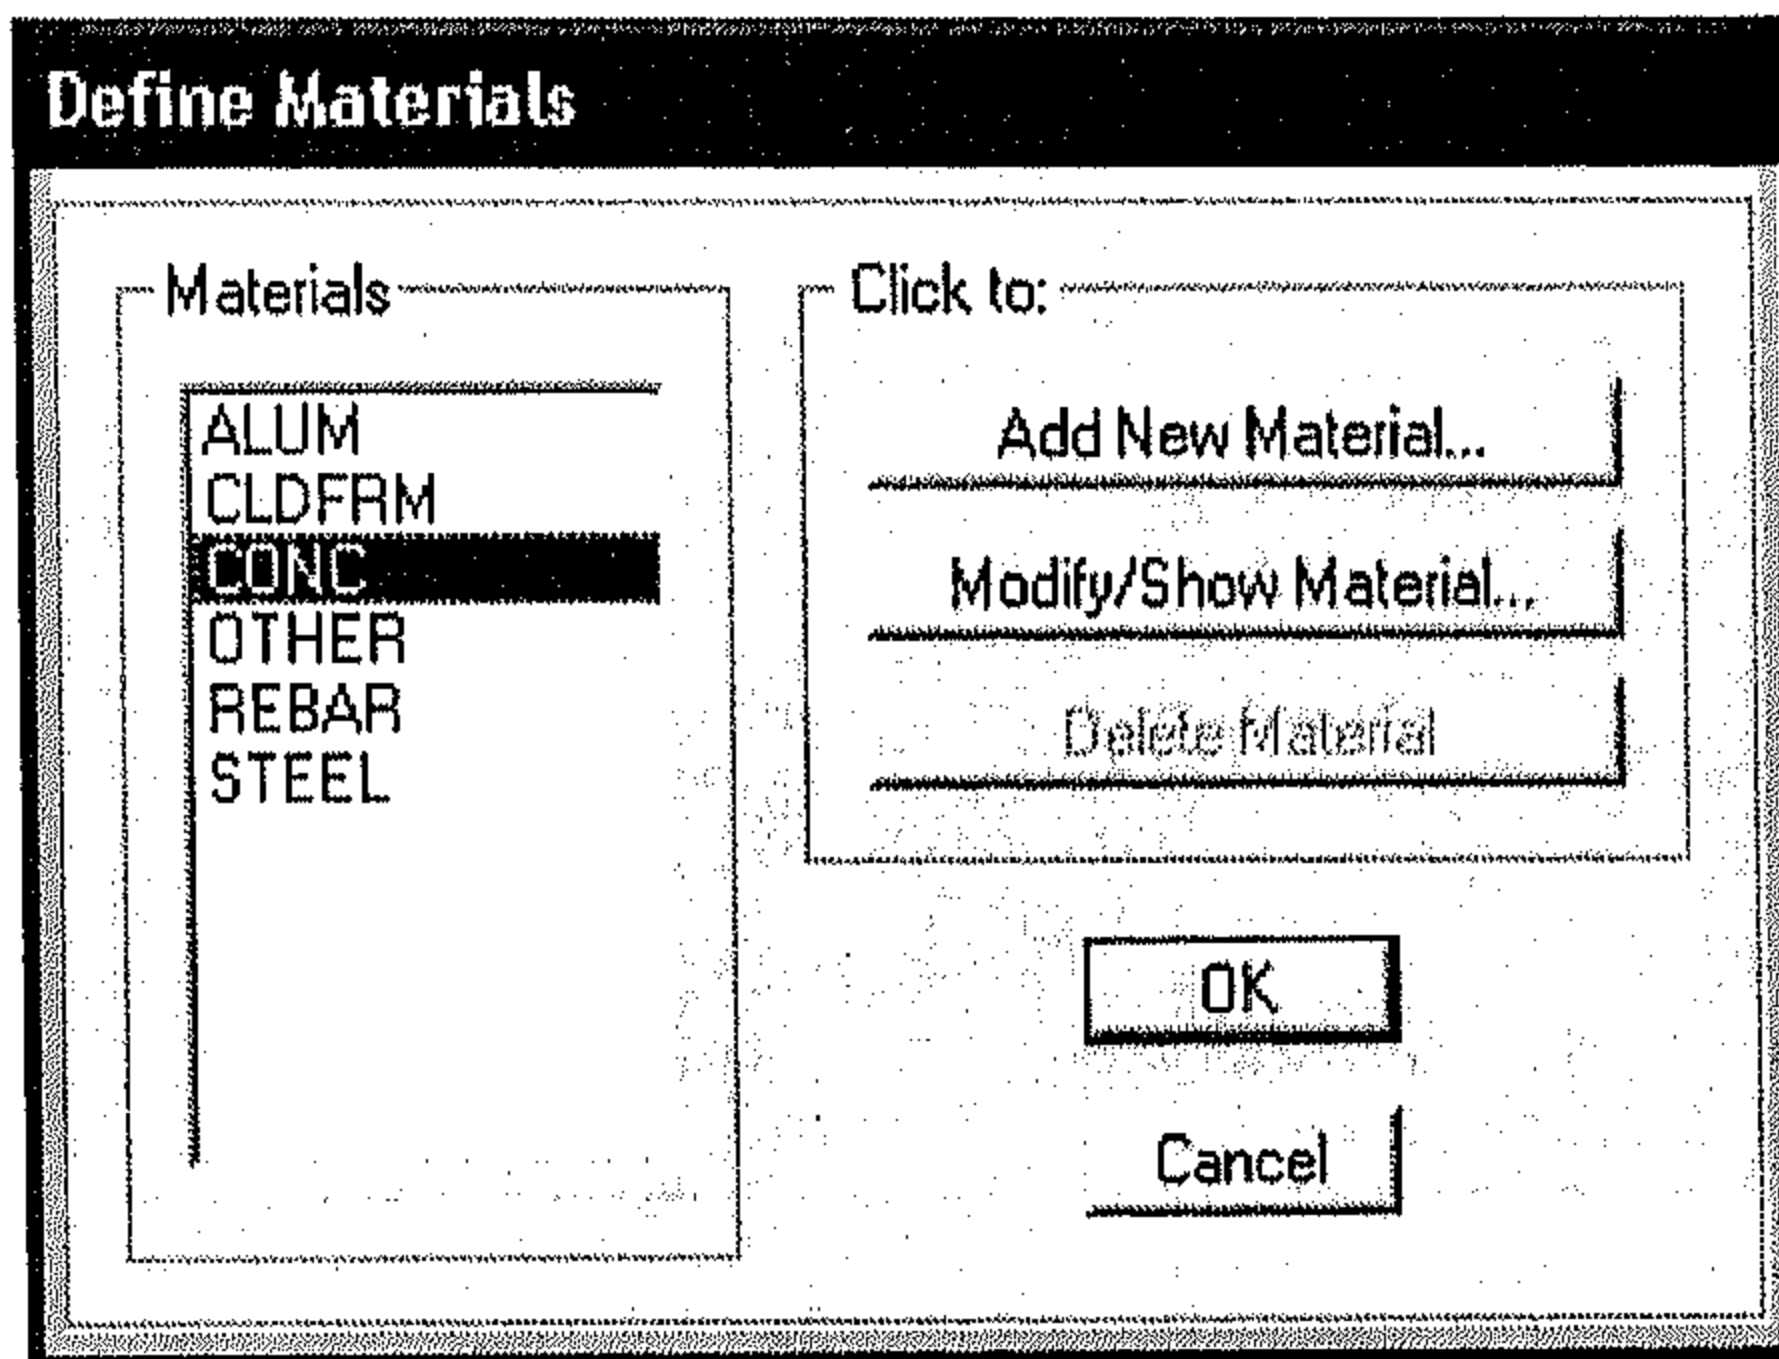 Define Materials
Materials
ALUM
CLDFRM
CONC
OTHER
REBAR
STEEL
Click to:
Add New Material...
Modify/Show Material...
Delete Material
OK
Cancel